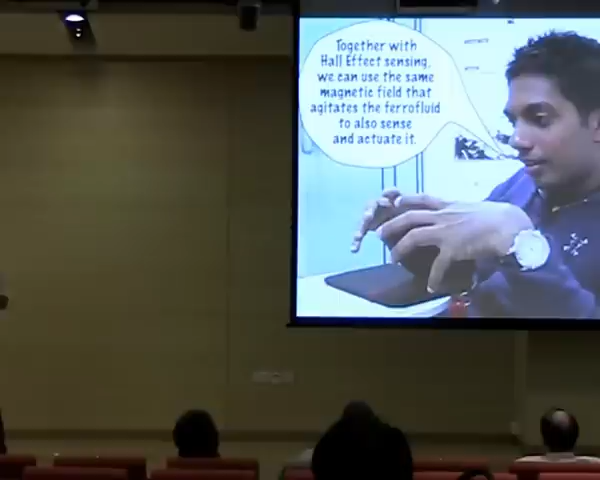 Together with
Hall Effect sensing,
we can use the same
magnetic field that
agitates the ferrofluid
to also sense
and actuate it.